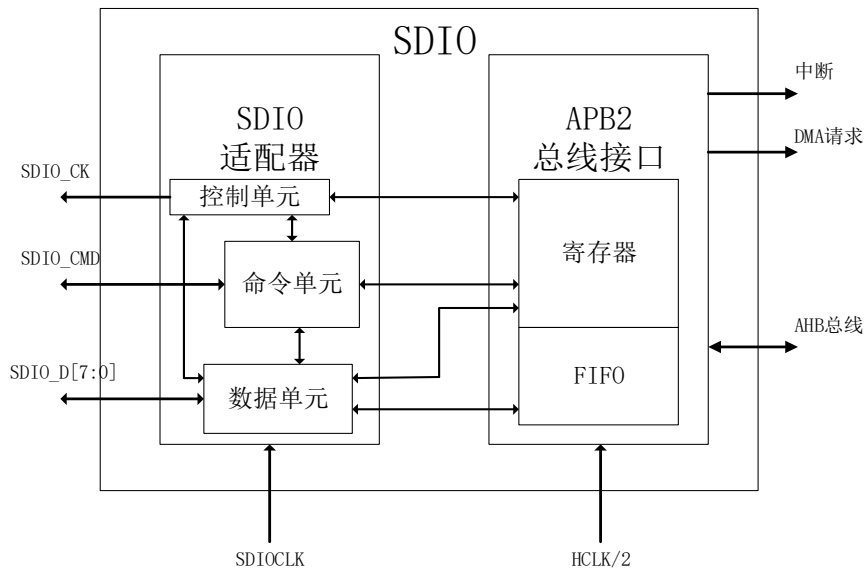 SDIO
中断
SDIO
适配器
APB2
总线接口
DMA请求
SDIO_CK
控制单元
寄存器
SDIO_CMD
命令单元
AHB总线
SDIO_D[7:0]
数据单元
FIFO
SDIOCLK
HCLK/2